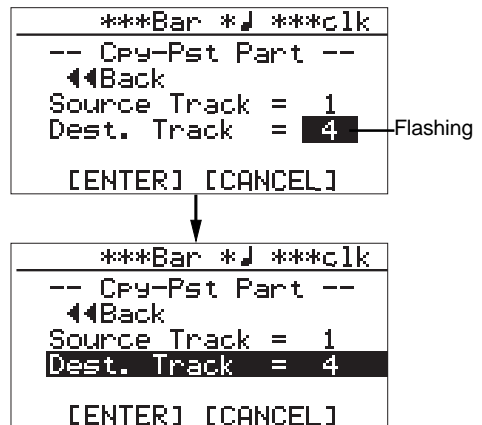 ***Bar *♩ ***clk
-- Cpy-Pst Part --
◀◀Back
Source Track = 1
Dest. Track = 4
Flashing
[ENTER] [CANCEL]
***Bar *♩ ***clk
-- Cpy-Pst Part --
◀◀Back
Source Track = 1
Dest. Track = 4
[ENTER] [CANCEL]